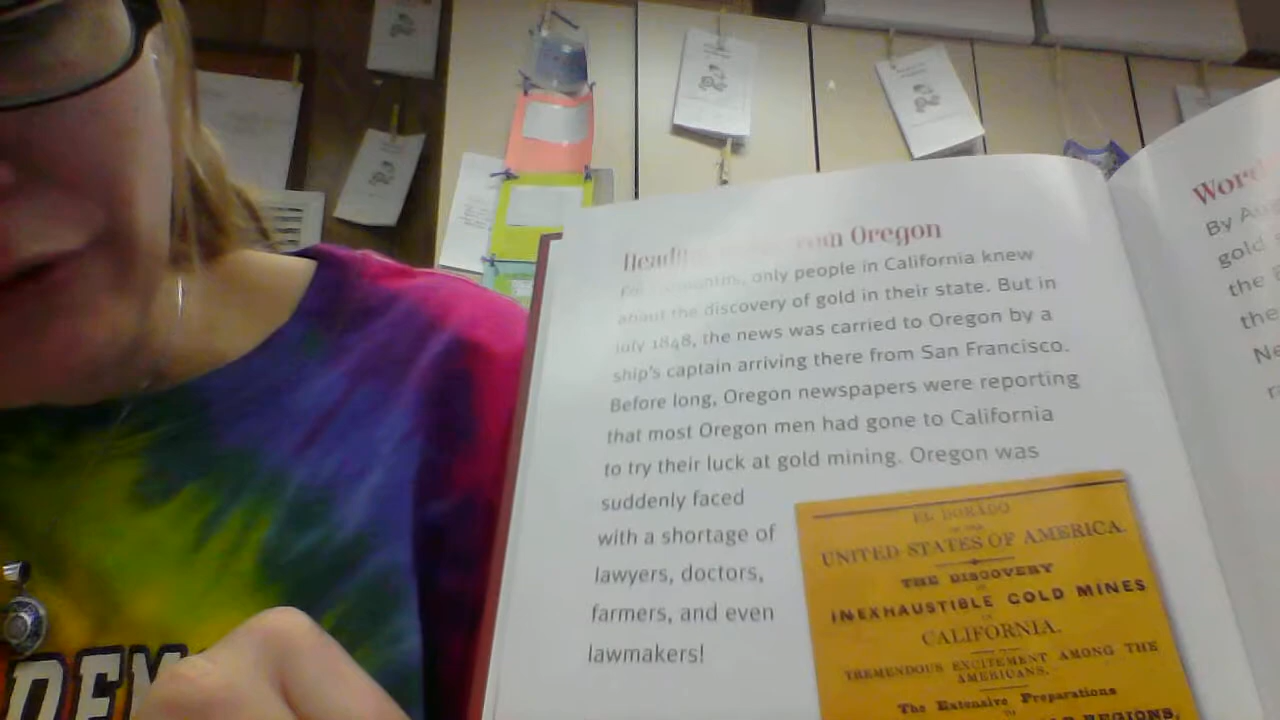 from Oregon
For months, only people in California knew
about the discovery of gold in their state. But in
July 1848, the news was carried to Oregon by a
ship's captain arriving there from San Francisco.
Before long, Oregon newspapers were reporting
that most Oregon men had gone to California
to try their luck at gold mining. Oregon was
suddenly faced
with a shortage of
lawyers, doctors,
farmers, and even
lawmakers!
EL DORADO
UNITED STATES OF AMERICA.
THE DISCOVERY
INEXHAUSTIBLE GOLD MINES
IN
CALIFORNIA.
TREMENDOUS EXCITEMENT AMONG THE
AMERICANS.
The Extensive Preparations
REGIONS,
By
gold
the
the